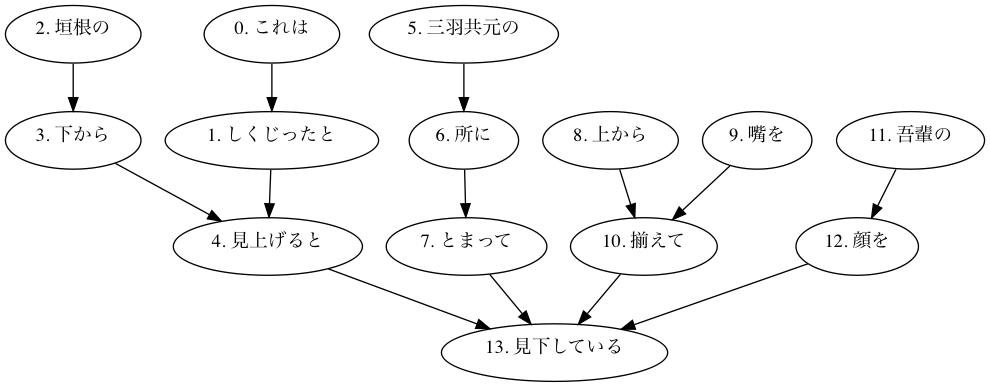 2. 垣根の
0. これは
5. 三羽共元の
3. 下から
1. しくじったと
6. 所に
8. 上から
9. 嘴を
11. 吾輩の
4. 見上げると
7. とまって
10. 揃えて
12. 顔を
13. 見下している